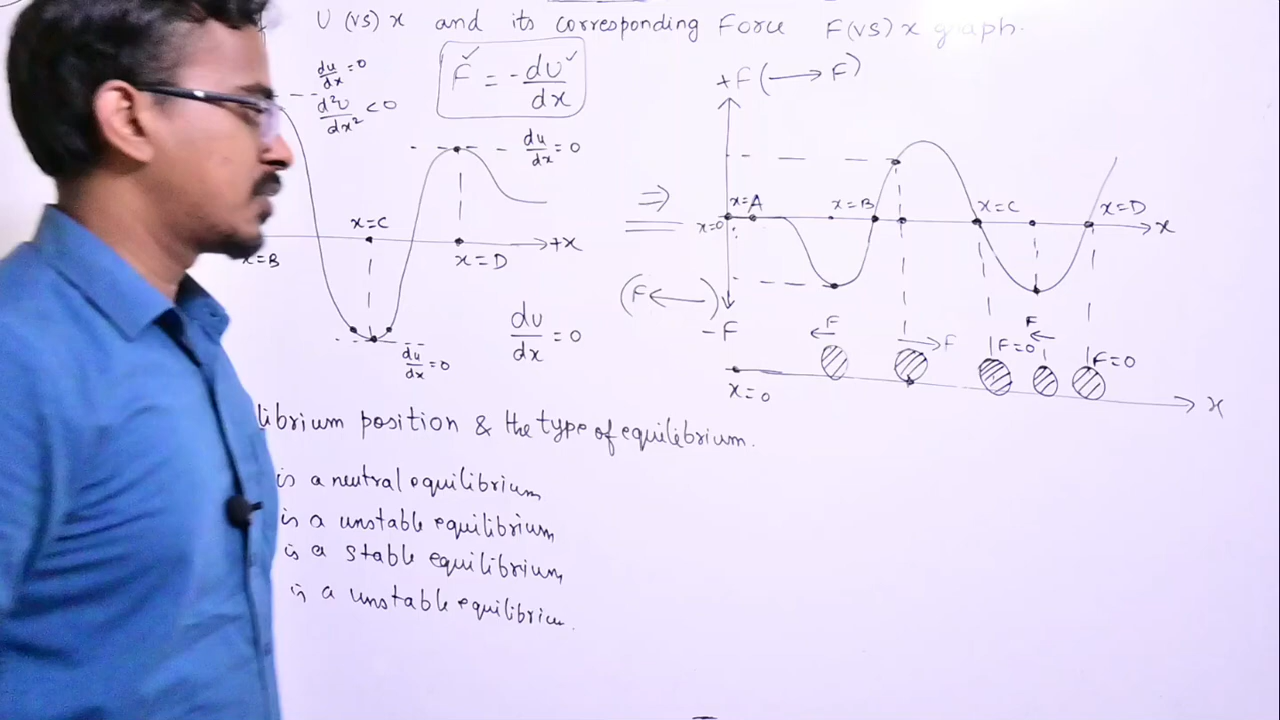 U (vs) x and its corresponding Force F(vs) x graph.
du/dx = 0
d²U/dx² < 0
F = - dU/dx
du/dx = 0
x=C
+x
x=B
x=D
du/dx = 0
dU/dx = 0
⇒
+F (→ F)
x=A
x=B
x=C
x=D
x
x=0
(F ←)
-F
F
F
F=0
F
F=0
x=0
x
librium position & the type of equilibrium.
is a neutral equilibrium
is a unstable equilibrium
is a stable equilibrium
is a unstable equilibrium.